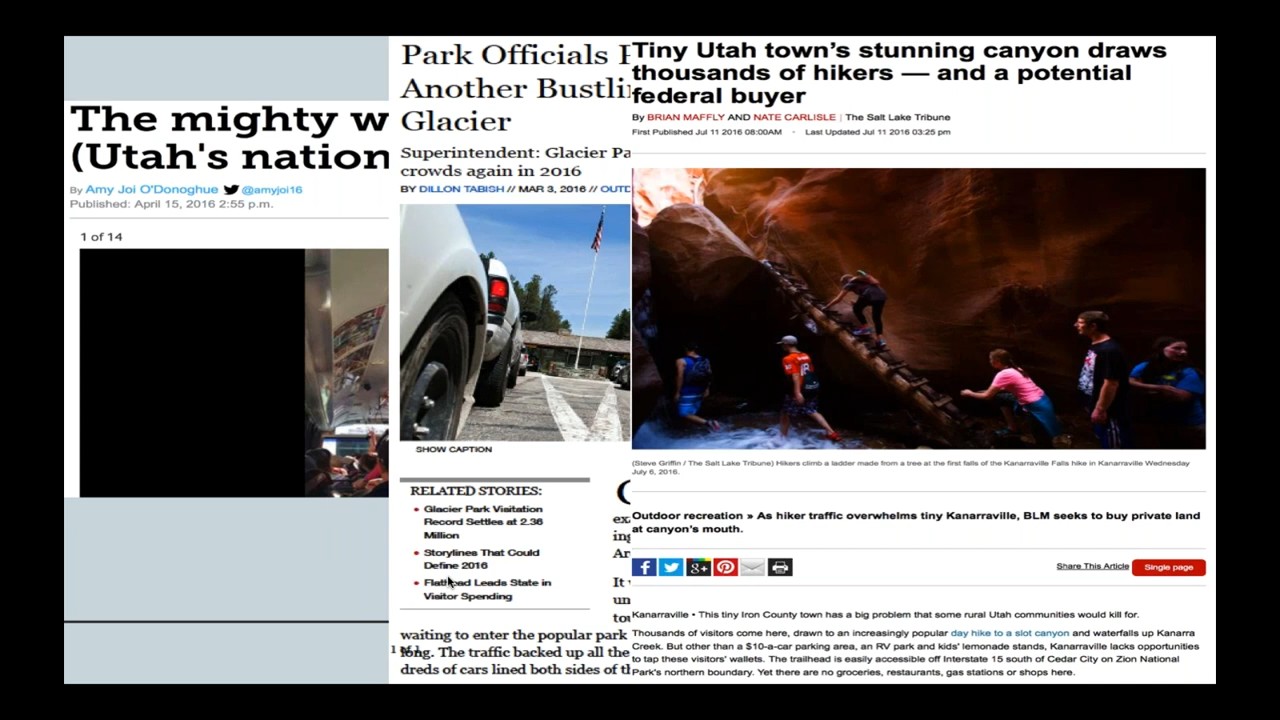 The mighty w
(Utah's nation
By Amy Joi O'Donoghue @amyjoi16
Published: April 15, 2016 2:55 p.m.
1 of 14
Park Officials
Another Bustli
Glacier
Superintendent: Glacier Pa
crowds again in 2016
BY DILLON TABISH // MAR 3, 2016 // OUTD
SHOW CAPTION
RELATED STORIES:
• Glacier Park Visitation
Record Settles at 2.36
Million
• Storylines That Could
Define 2016
• Flathead Leads State in
Visitor Spending
ex
ing
Ar
It
un
tou
waiting to enter the popular park
long. The traffic backed up all the
dreds of cars lined both sides of th
Tiny Utah town's stunning canyon draws
thousands of hikers — and a potential
federal buyer
By BRIAN MAFFLY AND NATE CARLISLE | The Salt Lake Tribune
First Published Jul 11 2016 08:00AM • Last Updated Jul 11 2016 03:25 pm
(Steve Griffin / The Salt Lake Tribune) Hikers climb a ladder made from a tree at the first falls of the Kanarraville Falls hike in Kanarraville Wednesday
July 6, 2016.
Outdoor recreation » As hiker traffic overwhelms tiny Kanarraville, BLM seeks to buy private land
at canyon's mouth.
Share This Article Single page
Kanarraville • This tiny Iron County town has a big problem that some rural Utah communities would kill for.
Thousands of visitors come here, drawn to an increasingly popular day hike to a slot canyon and waterfalls up Kanarra
Creek. But other than a $10-a-car parking area, an RV park and kids' lemonade stands, Kanarraville lacks opportunities
to tap these visitors' wallets. The trailhead is easily accessible off Interstate 15 south of Cedar City on Zion National
Park's northern boundary. Yet there are no groceries, restaurants, gas stations or shops here.